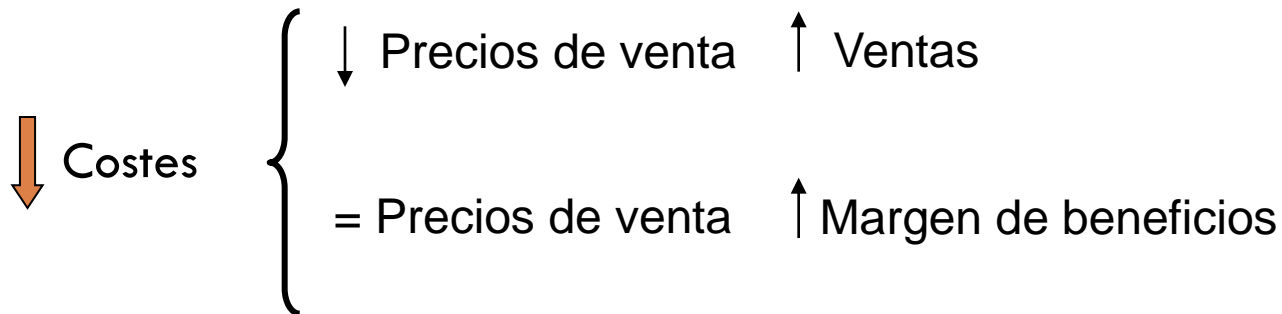 ↓ Precios de venta ↑ Ventas
↓ Costes
= Precios de venta ↑ Margen de beneficios